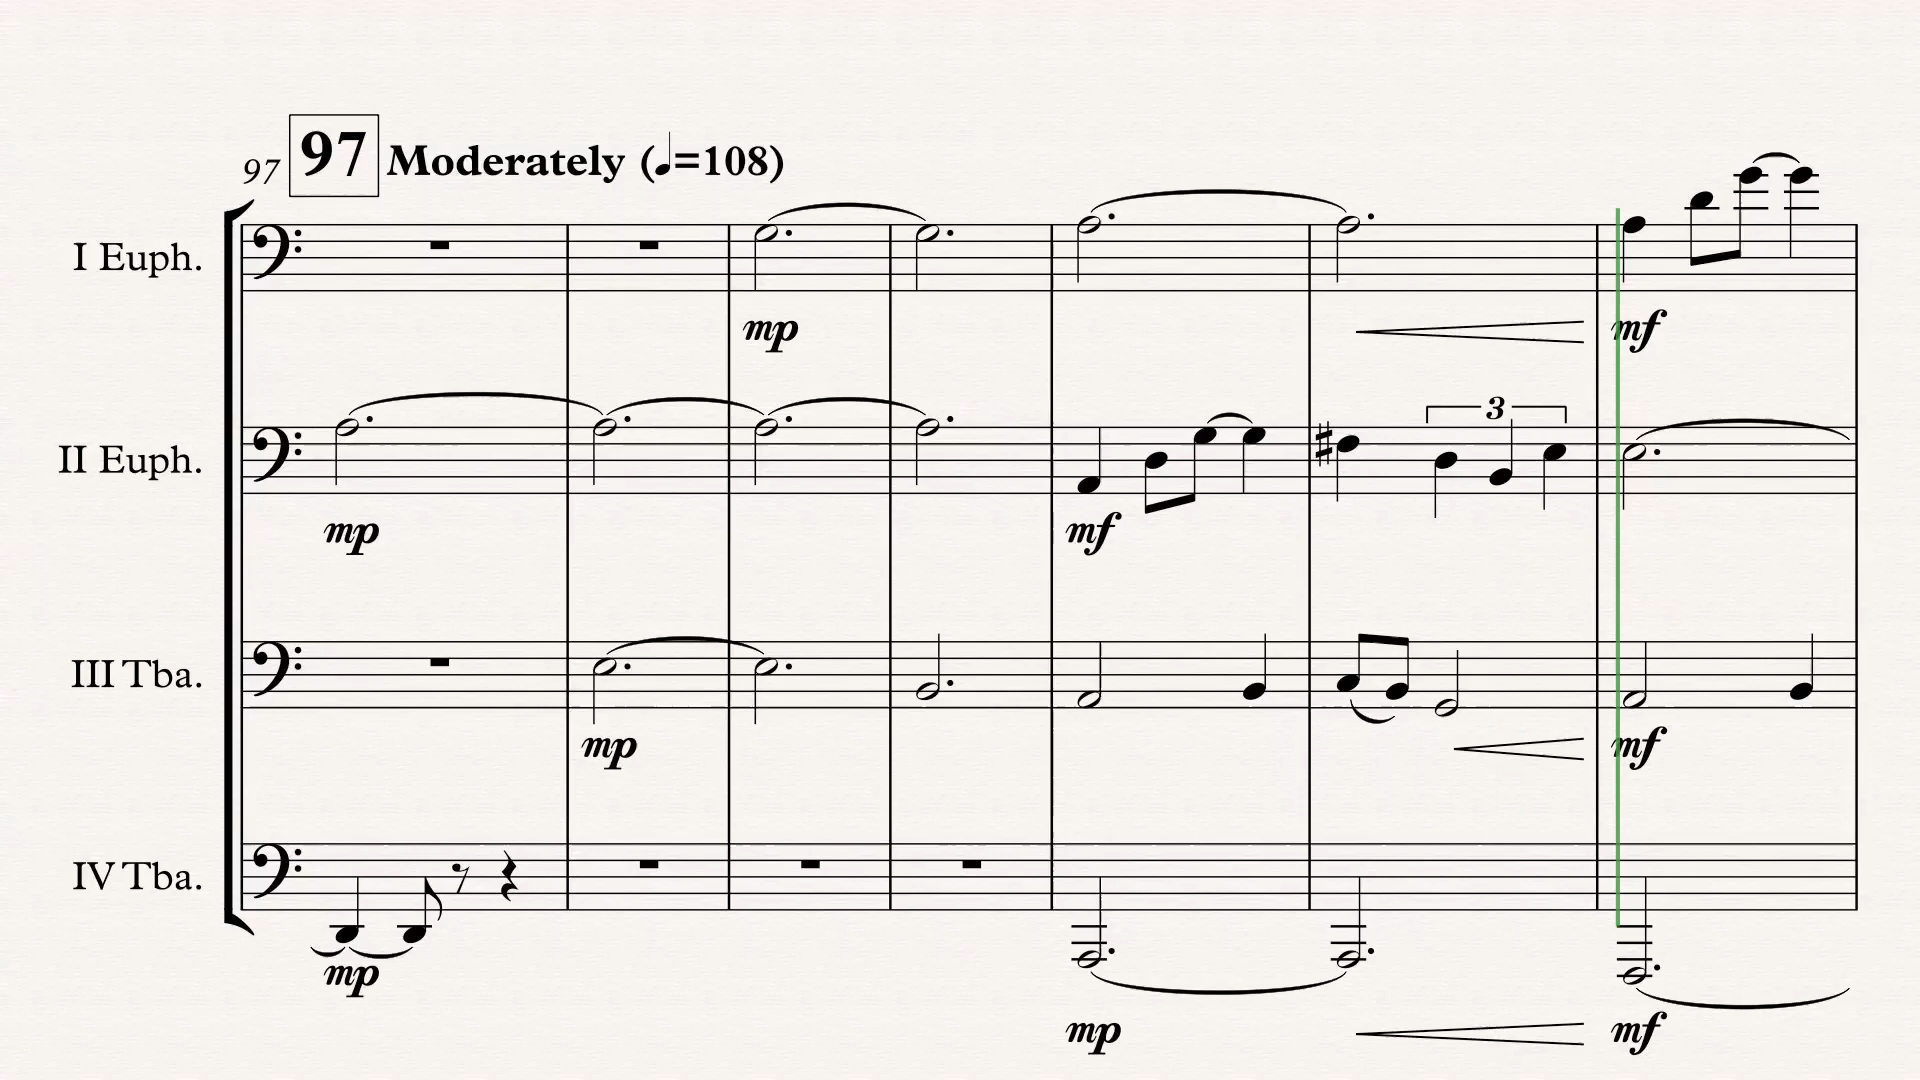 97 97 Moderately (♩=108)
I Euph.
mp mf
3
II Euph.
mp mf
III Tba.
mp mf
IV Tba.
mp
mp mf